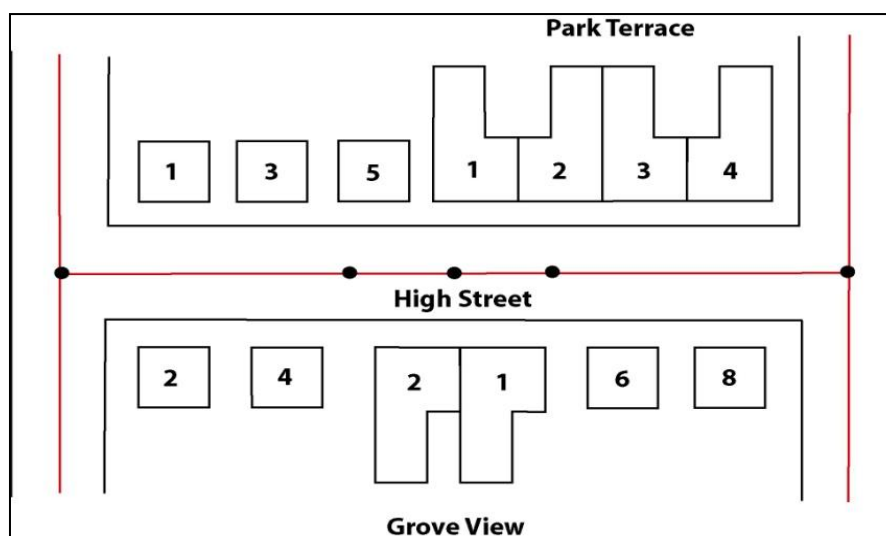 Park Terrace
1 3 5 1 2 3 4
High Street
2 4 2 1 6 8
Grove View